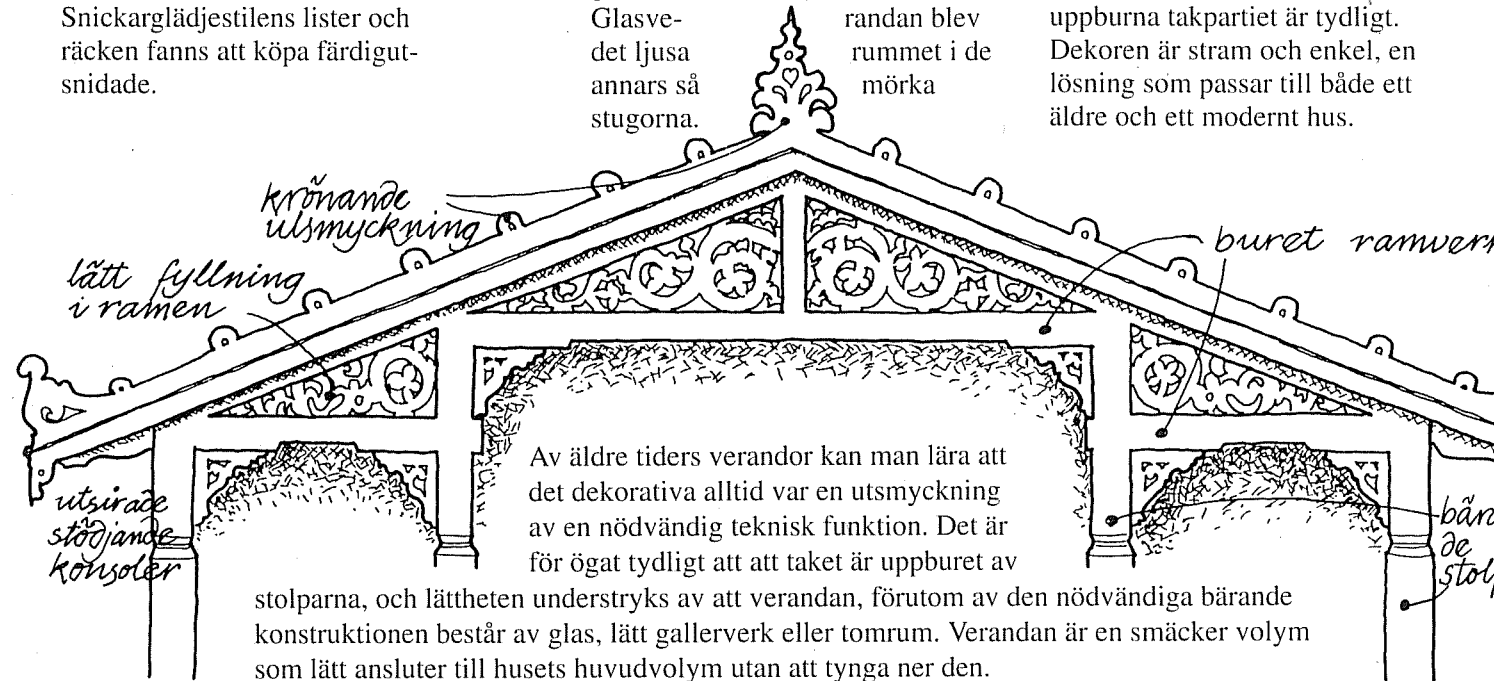 Snickarglädjestilens lister och
räcken fanns att köpa färdigut-
snidade.
Glasve- randan blev
det ljusa rummet i de
annars så mörka
stugorna.
uppburna takpartiet är tydligt.
Dekoren är stram och enkel, en
lösning som passar till både ett
äldre och ett modernt hus.
krönande
utsmyckning
lätt fyllning
i ramen
buret ramverk
utsirade
stödjande
konsoler
bäran
de
stolp
Av äldre tiders verandor kan man lära att
det dekorativa alltid var en utsmyckning
av en nödvändig teknisk funktion. Det är
för ögat tydligt att att taket är uppburet av
stolparna, och lättheten understryks av att verandan, förutom av den nödvändiga bärande
konstruktionen består av glas, lätt gallerverk eller tomrum. Verandan är en smäcker volym
som lätt ansluter till husets huvudvolym utan att tynga ner den.